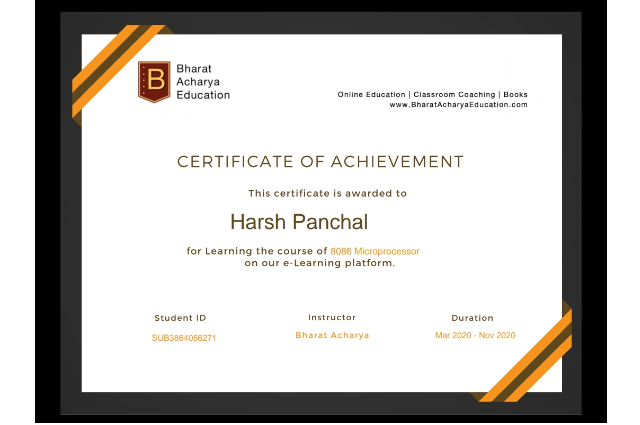 B
Bharat
Acharya
Education
Online Education | Classroom Coaching | Books
www.BharatAcharyaEducation.com
CERTIFICATE OF ACHIEVEMENT
This certificate is awarded to
Harsh Panchal
for Learning the course of 8086 Microprocessor
on our e-Learning platform.
Student ID
SUB3864056271
Instructor
Bharat Acharya
Duration
Mar 2020 - Nov 2020